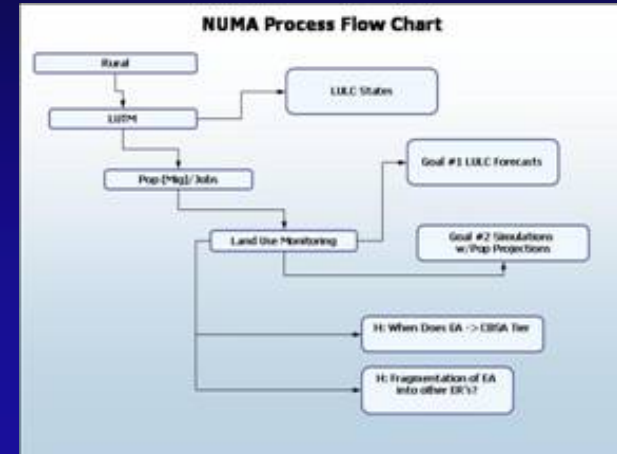 NUMA Process Flow Chart
Rural
LULC States
LUTM
Goal #1 LULC Forecasts
Pop-[Mig]/Jobs
Land Use Monitoring
Goal #2 Simulations
w/Pop Projections
H: When Does EA -> CBSA Tier
H: Fragmentation of EA
into other ER's?